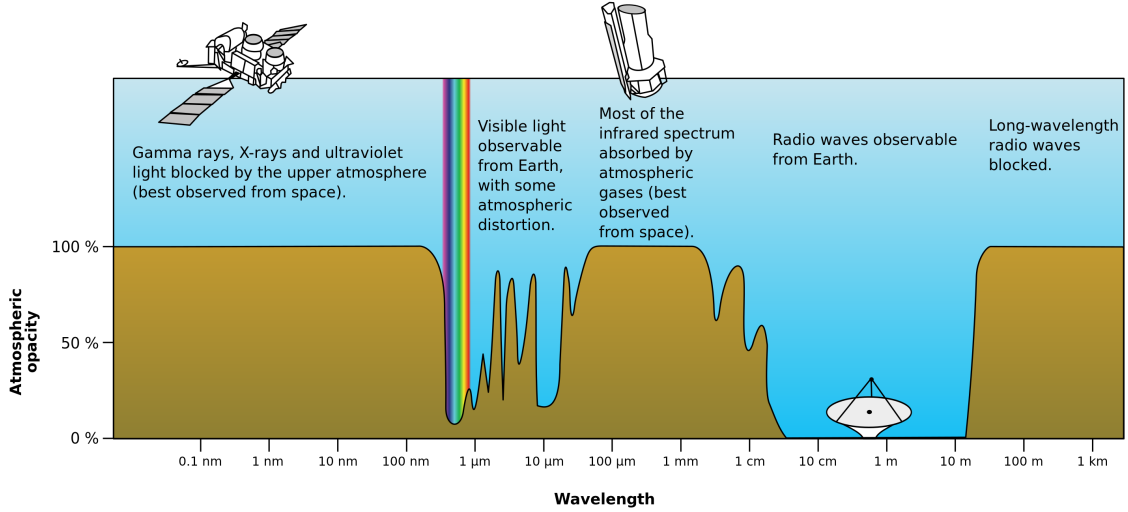 Gamma rays, X-rays and ultraviolet
light blocked by the upper atmosphere
(best observed from space).
Visible light
observable
from Earth,
with some
atmospheric
distortion.
Most of the
infrared spectrum
absorbed by
atmospheric
gases (best
observed
from space).
Radio waves observable
from Earth.
Long-wavelength
radio waves
blocked.
Atmospheric
opacity
100 %
50 %
0 %
0.1 nm
1 nm
10 nm
100 nm
1 μm
10 μm
100 μm
1 mm
1 cm
10 cm
1 m
10 m
100 m
1 km
Wavelength